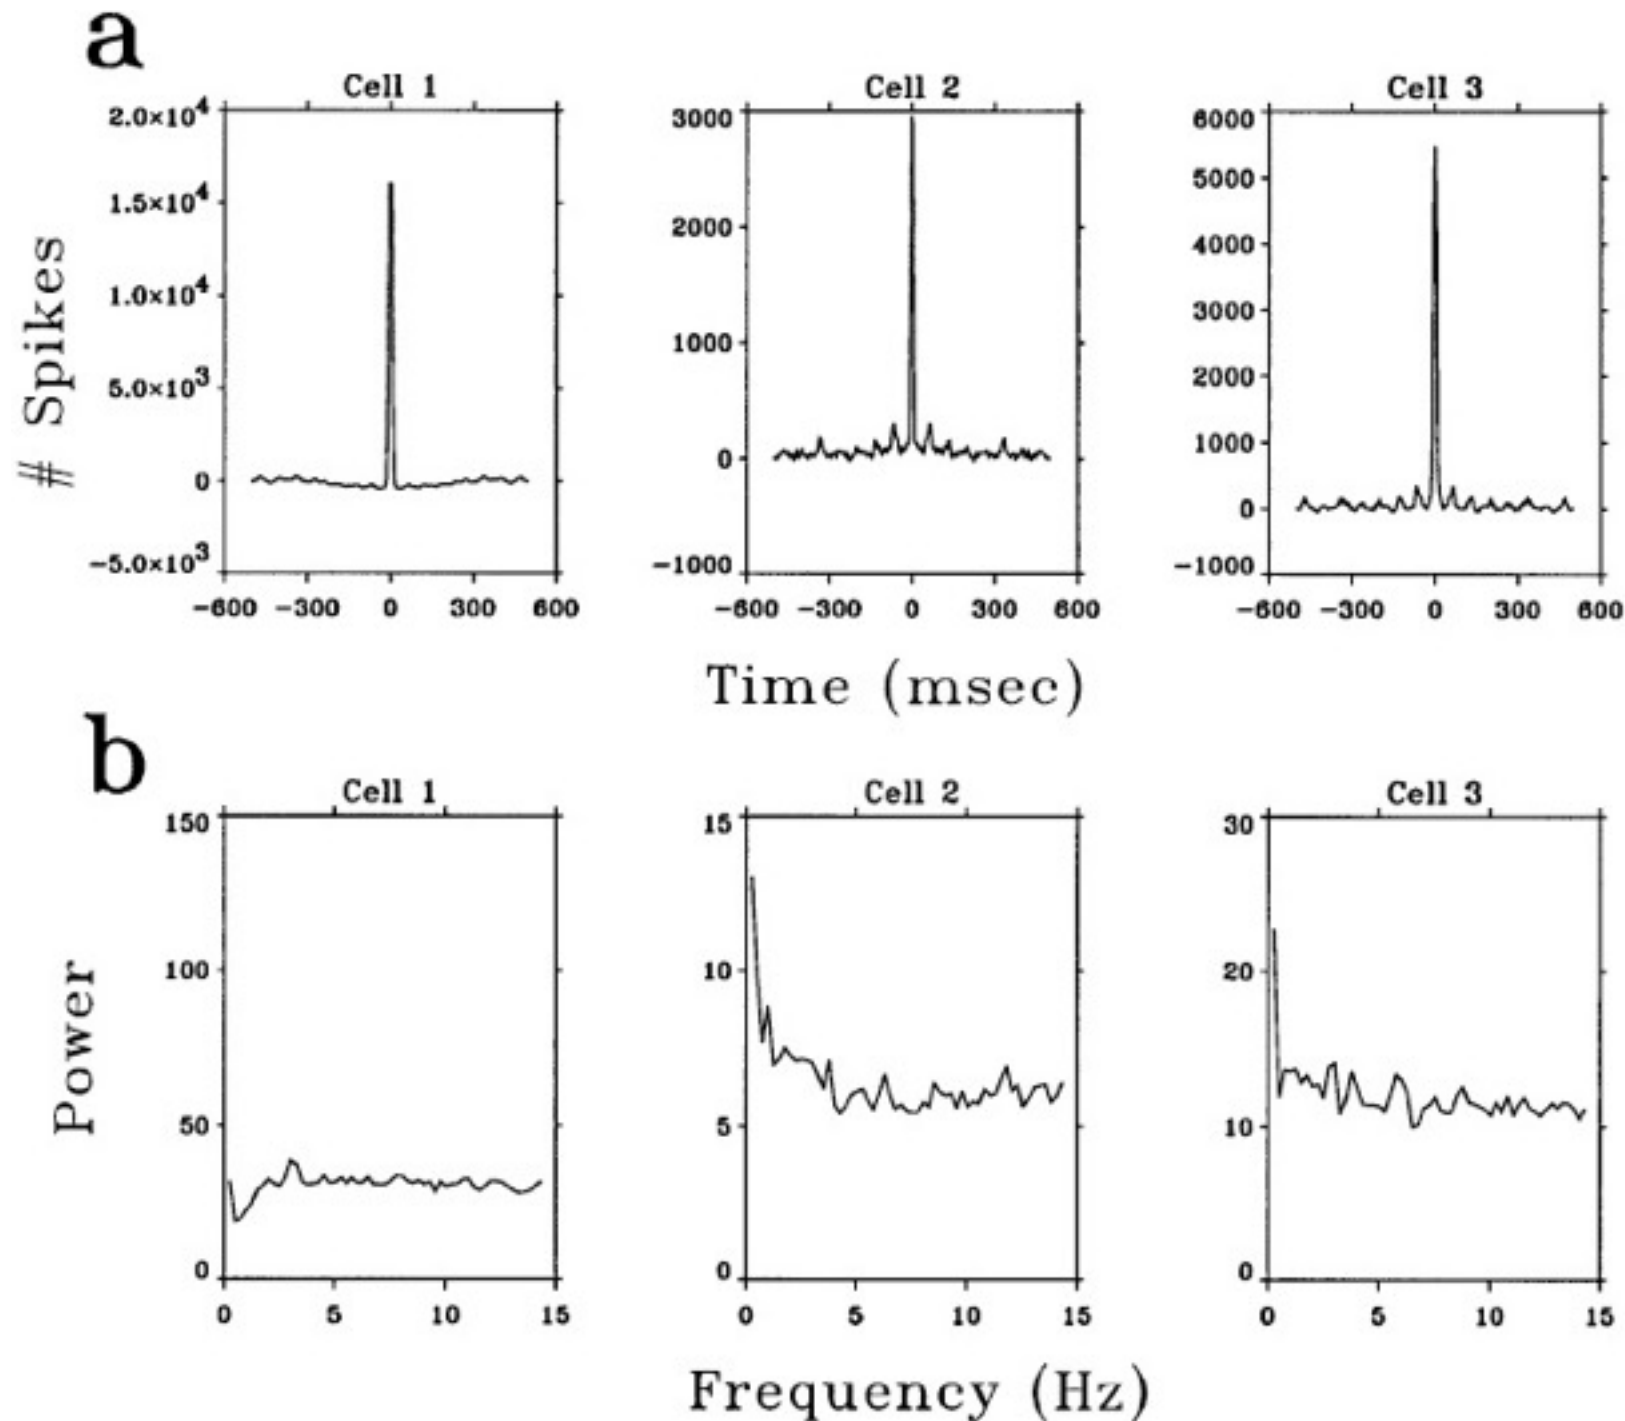 a
Cell 1
Cell 2
Cell 3
2.0×10⁴
1.5×10⁴
1.0×10⁴
5.0×10³
0
−5.0×10³
3000
2000
1000
0
−1000
6000
5000
4000
3000
2000
1000
0
−1000
# Spikes
−600 −300 0 300 600
−600 −300 0 300 600
−600 −300 0 300 600
Time (msec)
b
Cell 1
Cell 2
Cell 3
150
100
50
0
15
10
5
0
30
20
10
0
Power
0 5 10 15
0 5 10 15
0 5 10 15
Frequency (Hz)